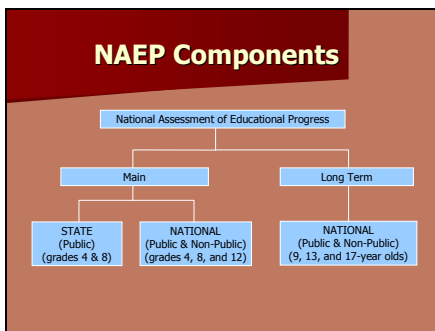 NAEP Components
National Assessment of Educational Progress
Main
Long Term
STATE
(Public)
(grades 4 & 8)
NATIONAL
(Public & Non-Public)
(grades 4, 8, and 12)
NATIONAL
(Public & Non-Public)
(9, 13, and 17-year olds)